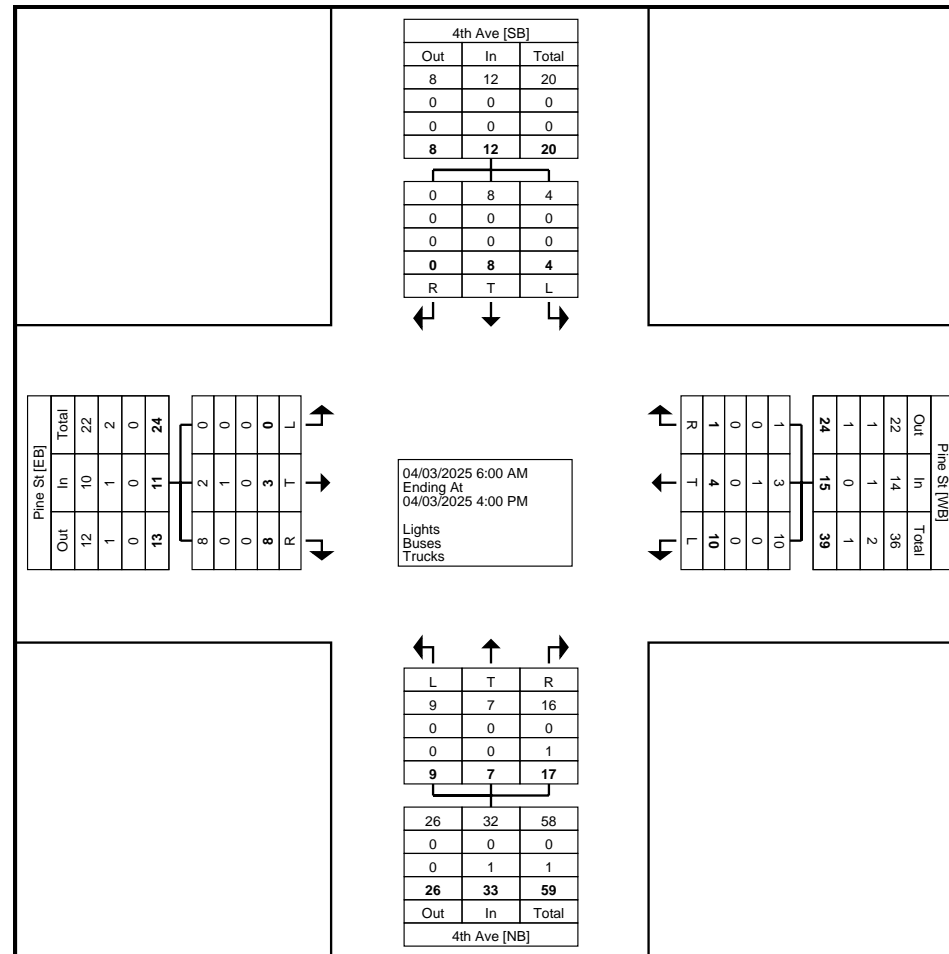 4th Ave [SB]
Out In Total
8 12 20
0 0 0
0 0 0
8 12 20
0 8 4
0 0 0
0 0 0
0 8 4
R T L
Pine St [EB]
Out In Total
12 10 22
1 1 2
0 0 0
13 11 24
8 2 0
0 1 0
0 0 0
8 3 0
R T L
04/03/2025 6:00 AM
Ending At
04/03/2025 4:00 PM
Lights
Buses
Trucks
Pine St [WB]
Out In Total
22 14 36
1 1 2
1 0 1
24 15 39
1 3 10
0 1 0
0 0 0
1 4 10
R T L
L T R
9 7 16
0 0 0
0 0 1
9 7 17
26 32 58
0 0 0
0 1 1
26 33 59
Out In Total
4th Ave [NB]